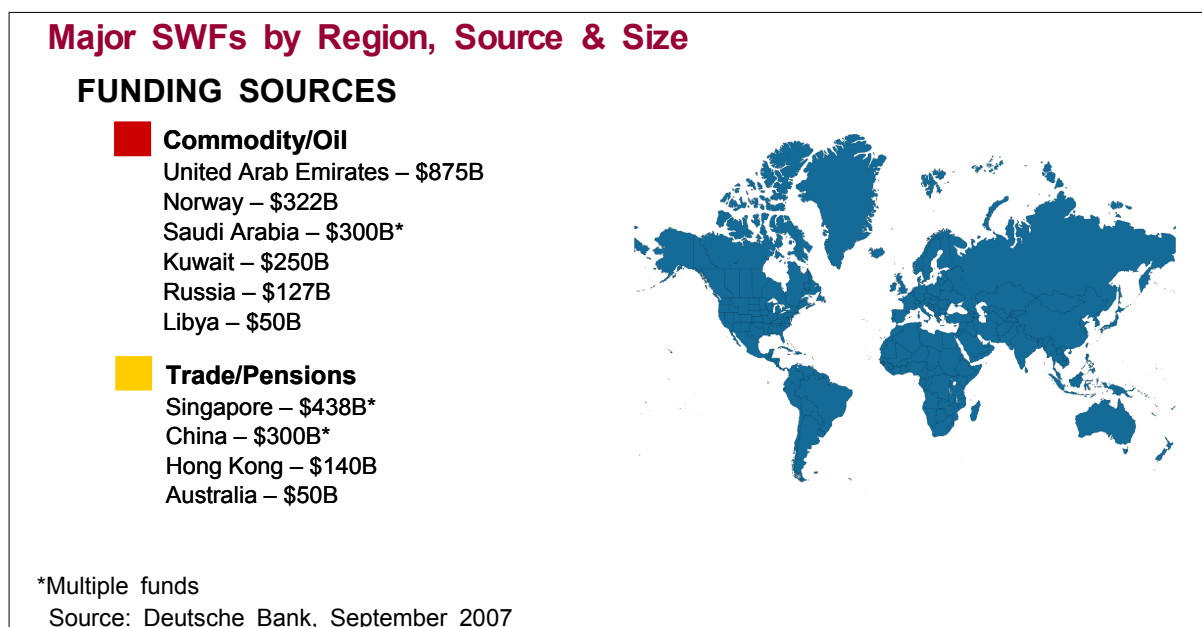 Major SWFs by Region, Source & Size
FUNDING SOURCES
Commodity/Oil
United Arab Emirates – $875B
Norway – $322B
Saudi Arabia – $300B*
Kuwait – $250B
Russia – $127B
Libya – $50B
Trade/Pensions
Singapore – $438B*
China – $300B*
Hong Kong – $140B
Australia – $50B
*Multiple funds
Source: Deutsche Bank, September 2007